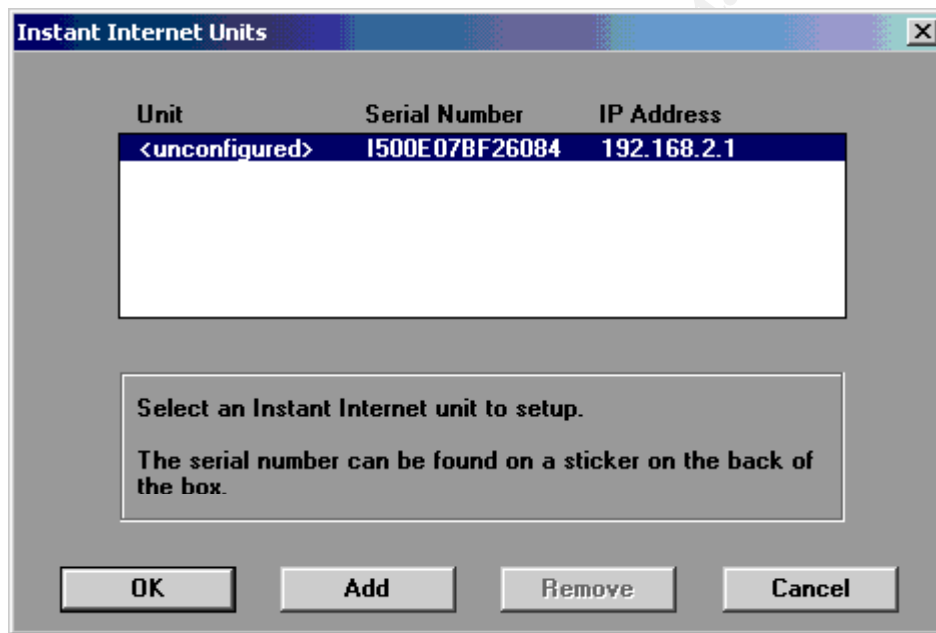 Instant Internet Units
Unit Serial Number IP Address
<unconfigured> I500E07BF26084 192.168.2.1
Select an Instant Internet unit to setup.
The serial number can be found on a sticker on the back of
the box.
OK Add Remove Cancel